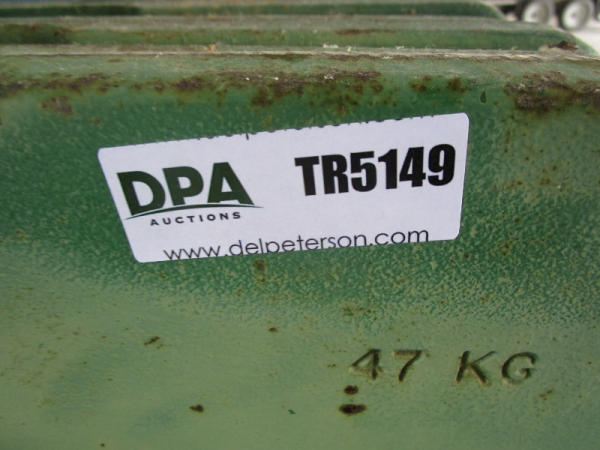 DPA
AUCTIONS
TR5149
www.delpeterson.com
47 KG